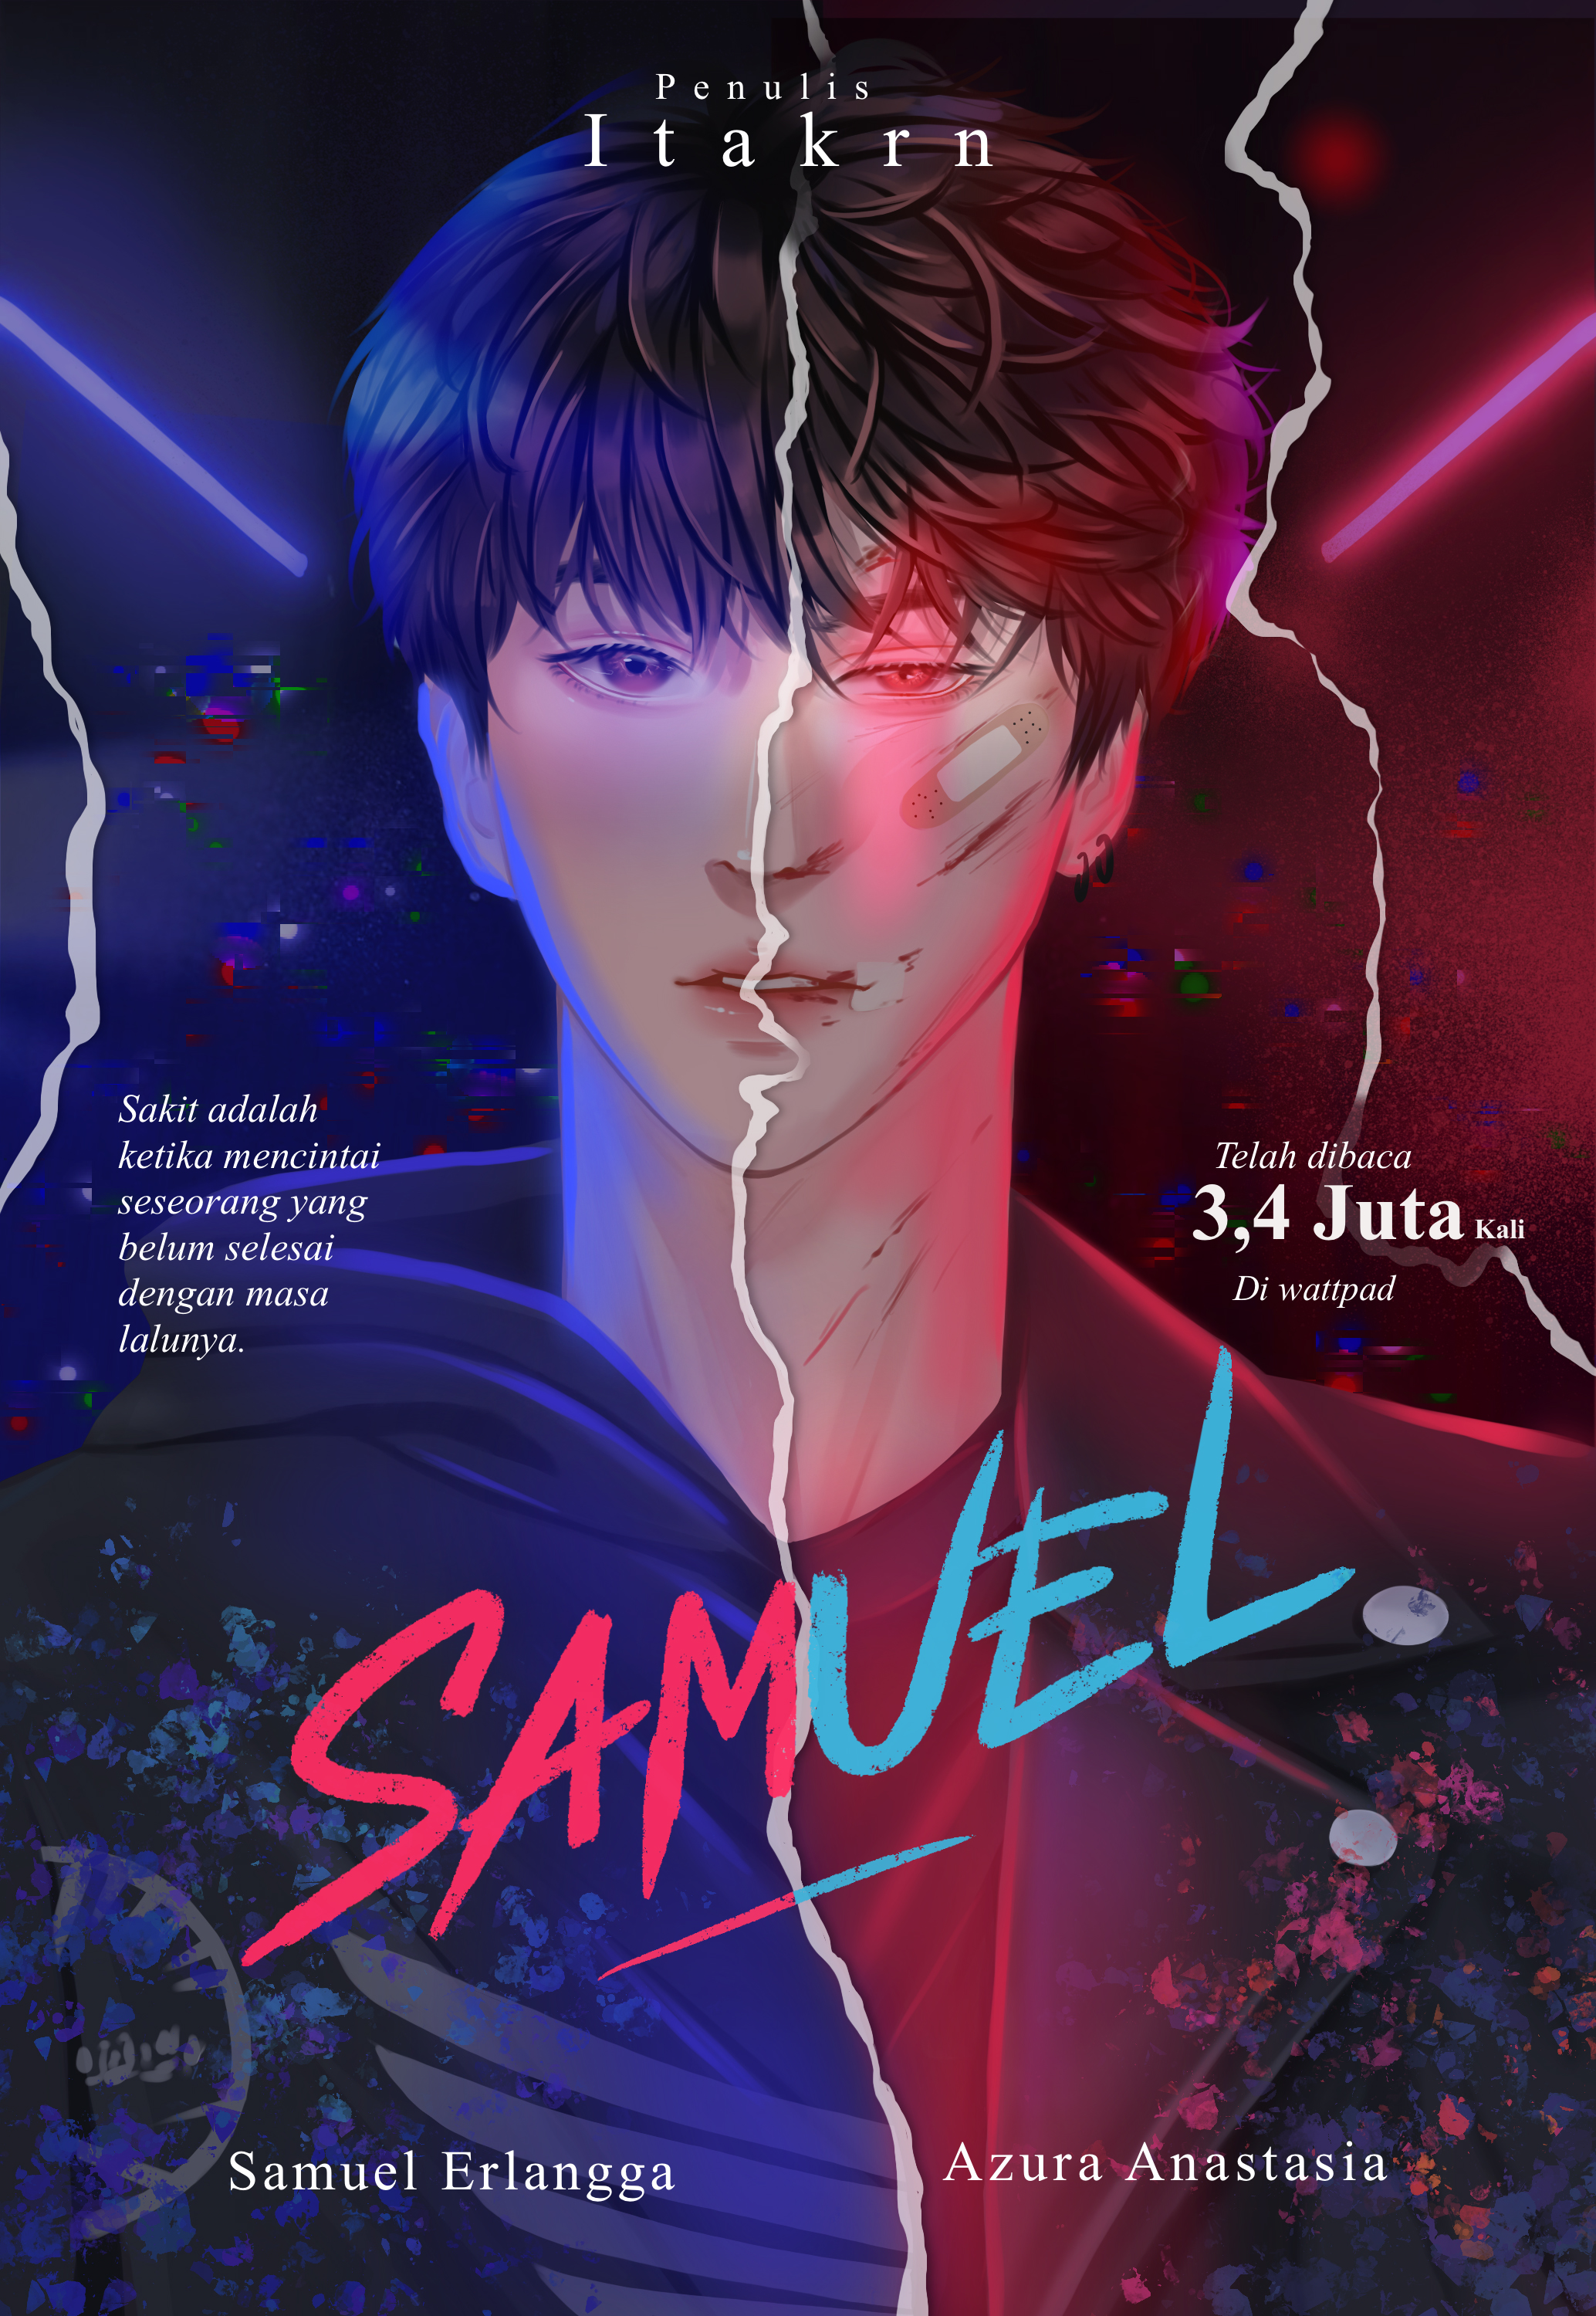 Penulis
Itakrn
Sakit adalah
ketika mencintai
seseorang yang
belum selesai
dengan masa
lalunya.
Telah dibaca
3,4 Juta Kali
Di wattpad
SAMUEL
Samuel Erlangga
Azura Anastasia